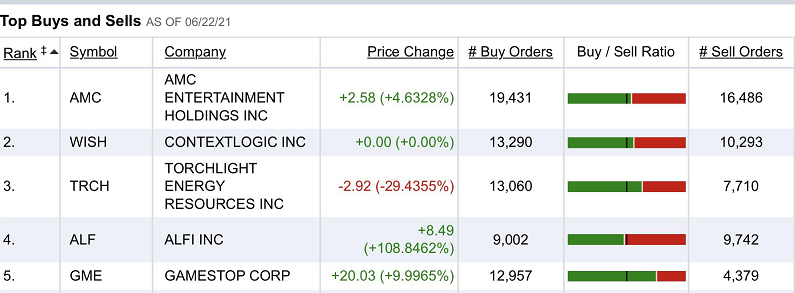 Top Buys and Sells AS OF 06/22/21
Rank ‡ Symbol Company Price Change # Buy Orders Buy / Sell Ratio # Sell Orders
1. AMC AMC ENTERTAINMENT HOLDINGS INC +2.58 (+4.6328%) 19,431 16,486
2. WISH CONTEXTLOGIC INC +0.00 (+0.00%) 13,290 10,293
3. TRCH TORCHLIGHT ENERGY RESOURCES INC -2.92 (-29.4355%) 13,060 7,710
4. ALF ALFI INC +8.49 (+108.8462%) 9,002 9,742
5. GME GAMESTOP CORP +20.03 (+9.9965%) 12,957 4,379